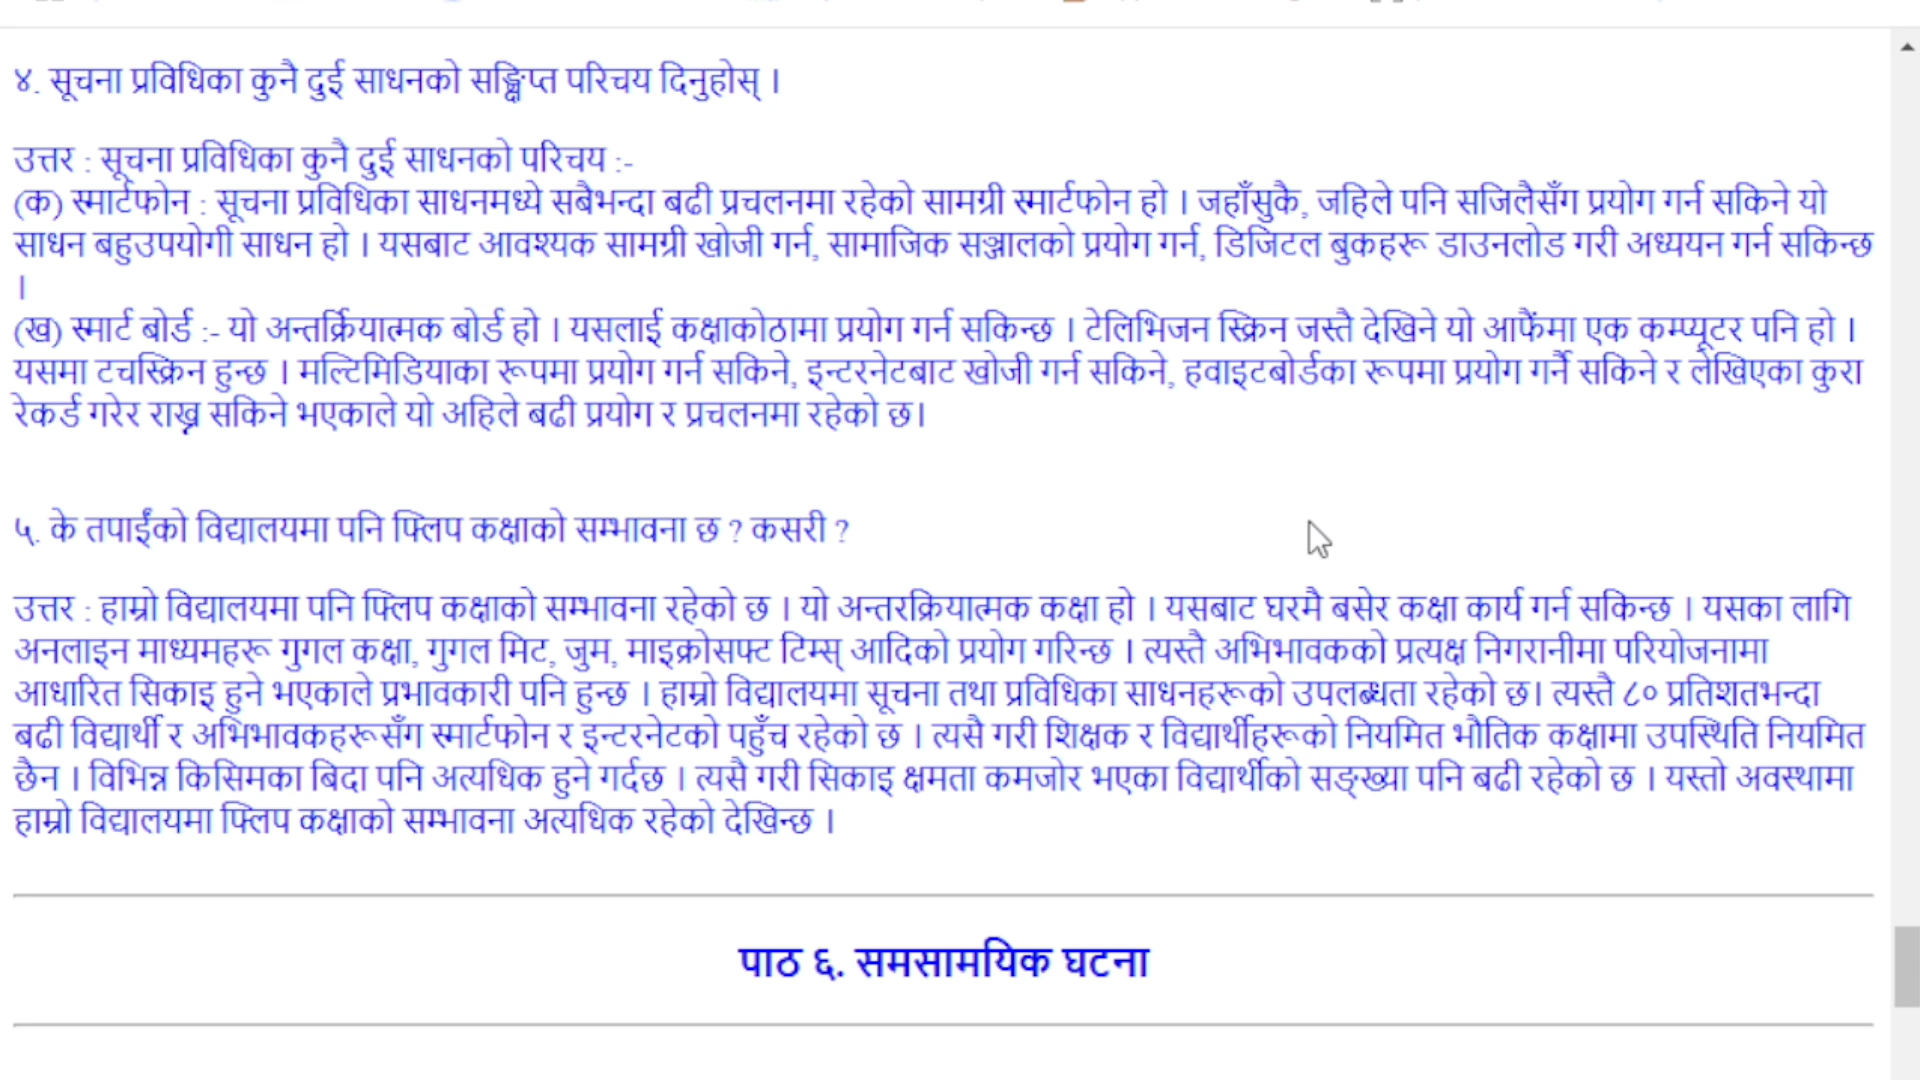 ४. सूचना प्रविधिका कुनै दुई साधनको सङ्क्षिप्त परिचय दिनुहोस् ।
उत्तर : सूचना प्रविधिका कुनै दुई साधनको परिचय :-
(क) स्मार्टफोन : सूचना प्रविधिका साधनमध्ये सबैभन्दा बढी प्रचलनमा रहेको सामग्री स्मार्टफोन हो । जहाँसुकै, जहिले पनि सजिलैसँग प्रयोग गर्न सकिने यो
साधन बहुउपयोगी साधन हो । यसबाट आवश्यक सामग्री खोजी गर्न, सामाजिक सञ्जालको प्रयोग गर्न, डिजिटल बुकहरू डाउनलोड गरी अध्ययन गर्न सकिन्छ
।
(ख) स्मार्ट बोर्ड :- यो अन्तर्क्रियात्मक बोर्ड हो । यसलाई कक्षाकोठामा प्रयोग गर्न सकिन्छ । टेलिभिजन स्क्रिन जस्तै देखिने यो आफैंमा एक कम्प्यूटर पनि हो ।
यसमा टचस्क्रिन हुन्छ । मल्टिमिडियाका रूपमा प्रयोग गर्न सकिने, इन्टरनेटबाट खोजी गर्न सकिने, हवाइटबोर्डका रूपमा प्रयोग गर्नै सकिने र लेखिएका कुरा
रेकर्ड गरेर राख्न सकिने भएकाले यो अहिले बढी प्रयोग र प्रचलनमा रहेको छ।
५. के तपाईंको विद्यालयमा पनि फ्लिप कक्षाको सम्भावना छ ? कसरी ?
उत्तर : हाम्रो विद्यालयमा पनि फ्लिप कक्षाको सम्भावना रहेको छ । यो अन्तरक्रियात्मक कक्षा हो । यसबाट घरमै बसेर कक्षा कार्य गर्न सकिन्छ । यसका लागि
अनलाइन माध्यमहरू गुगल कक्षा, गुगल मिट, जुम, माइक्रोसफ्ट टिम्स् आदिको प्रयोग गरिन्छ । त्यस्तै अभिभावकको प्रत्यक्ष निगरानीमा परियोजनामा
आधारित सिकाइ हुने भएकाले प्रभावकारी पनि हुन्छ । हाम्रो विद्यालयमा सूचना तथा प्रविधिका साधनहरूको उपलब्धता रहेको छ। त्यस्तै ८० प्रतिशतभन्दा
बढी विद्यार्थी र अभिभावकहरूसँग स्मार्टफोन र इन्टरनेटको पहुँच रहेको छ । त्यसै गरी शिक्षक र विद्यार्थीहरूको नियमित भौतिक कक्षामा उपस्थिति नियमित
छैन । विभिन्न किसिमका बिदा पनि अत्यधिक हुने गर्दछ । त्यसै गरी सिकाइ क्षमता कमजोर भएका विद्यार्थीको सङ्ख्या पनि बढी रहेको छ । यस्तो अवस्थामा
हाम्रो विद्यालयमा फ्लिप कक्षाको सम्भावना अत्यधिक रहेको देखिन्छ ।
पाठ ६. समसामयिक घटना